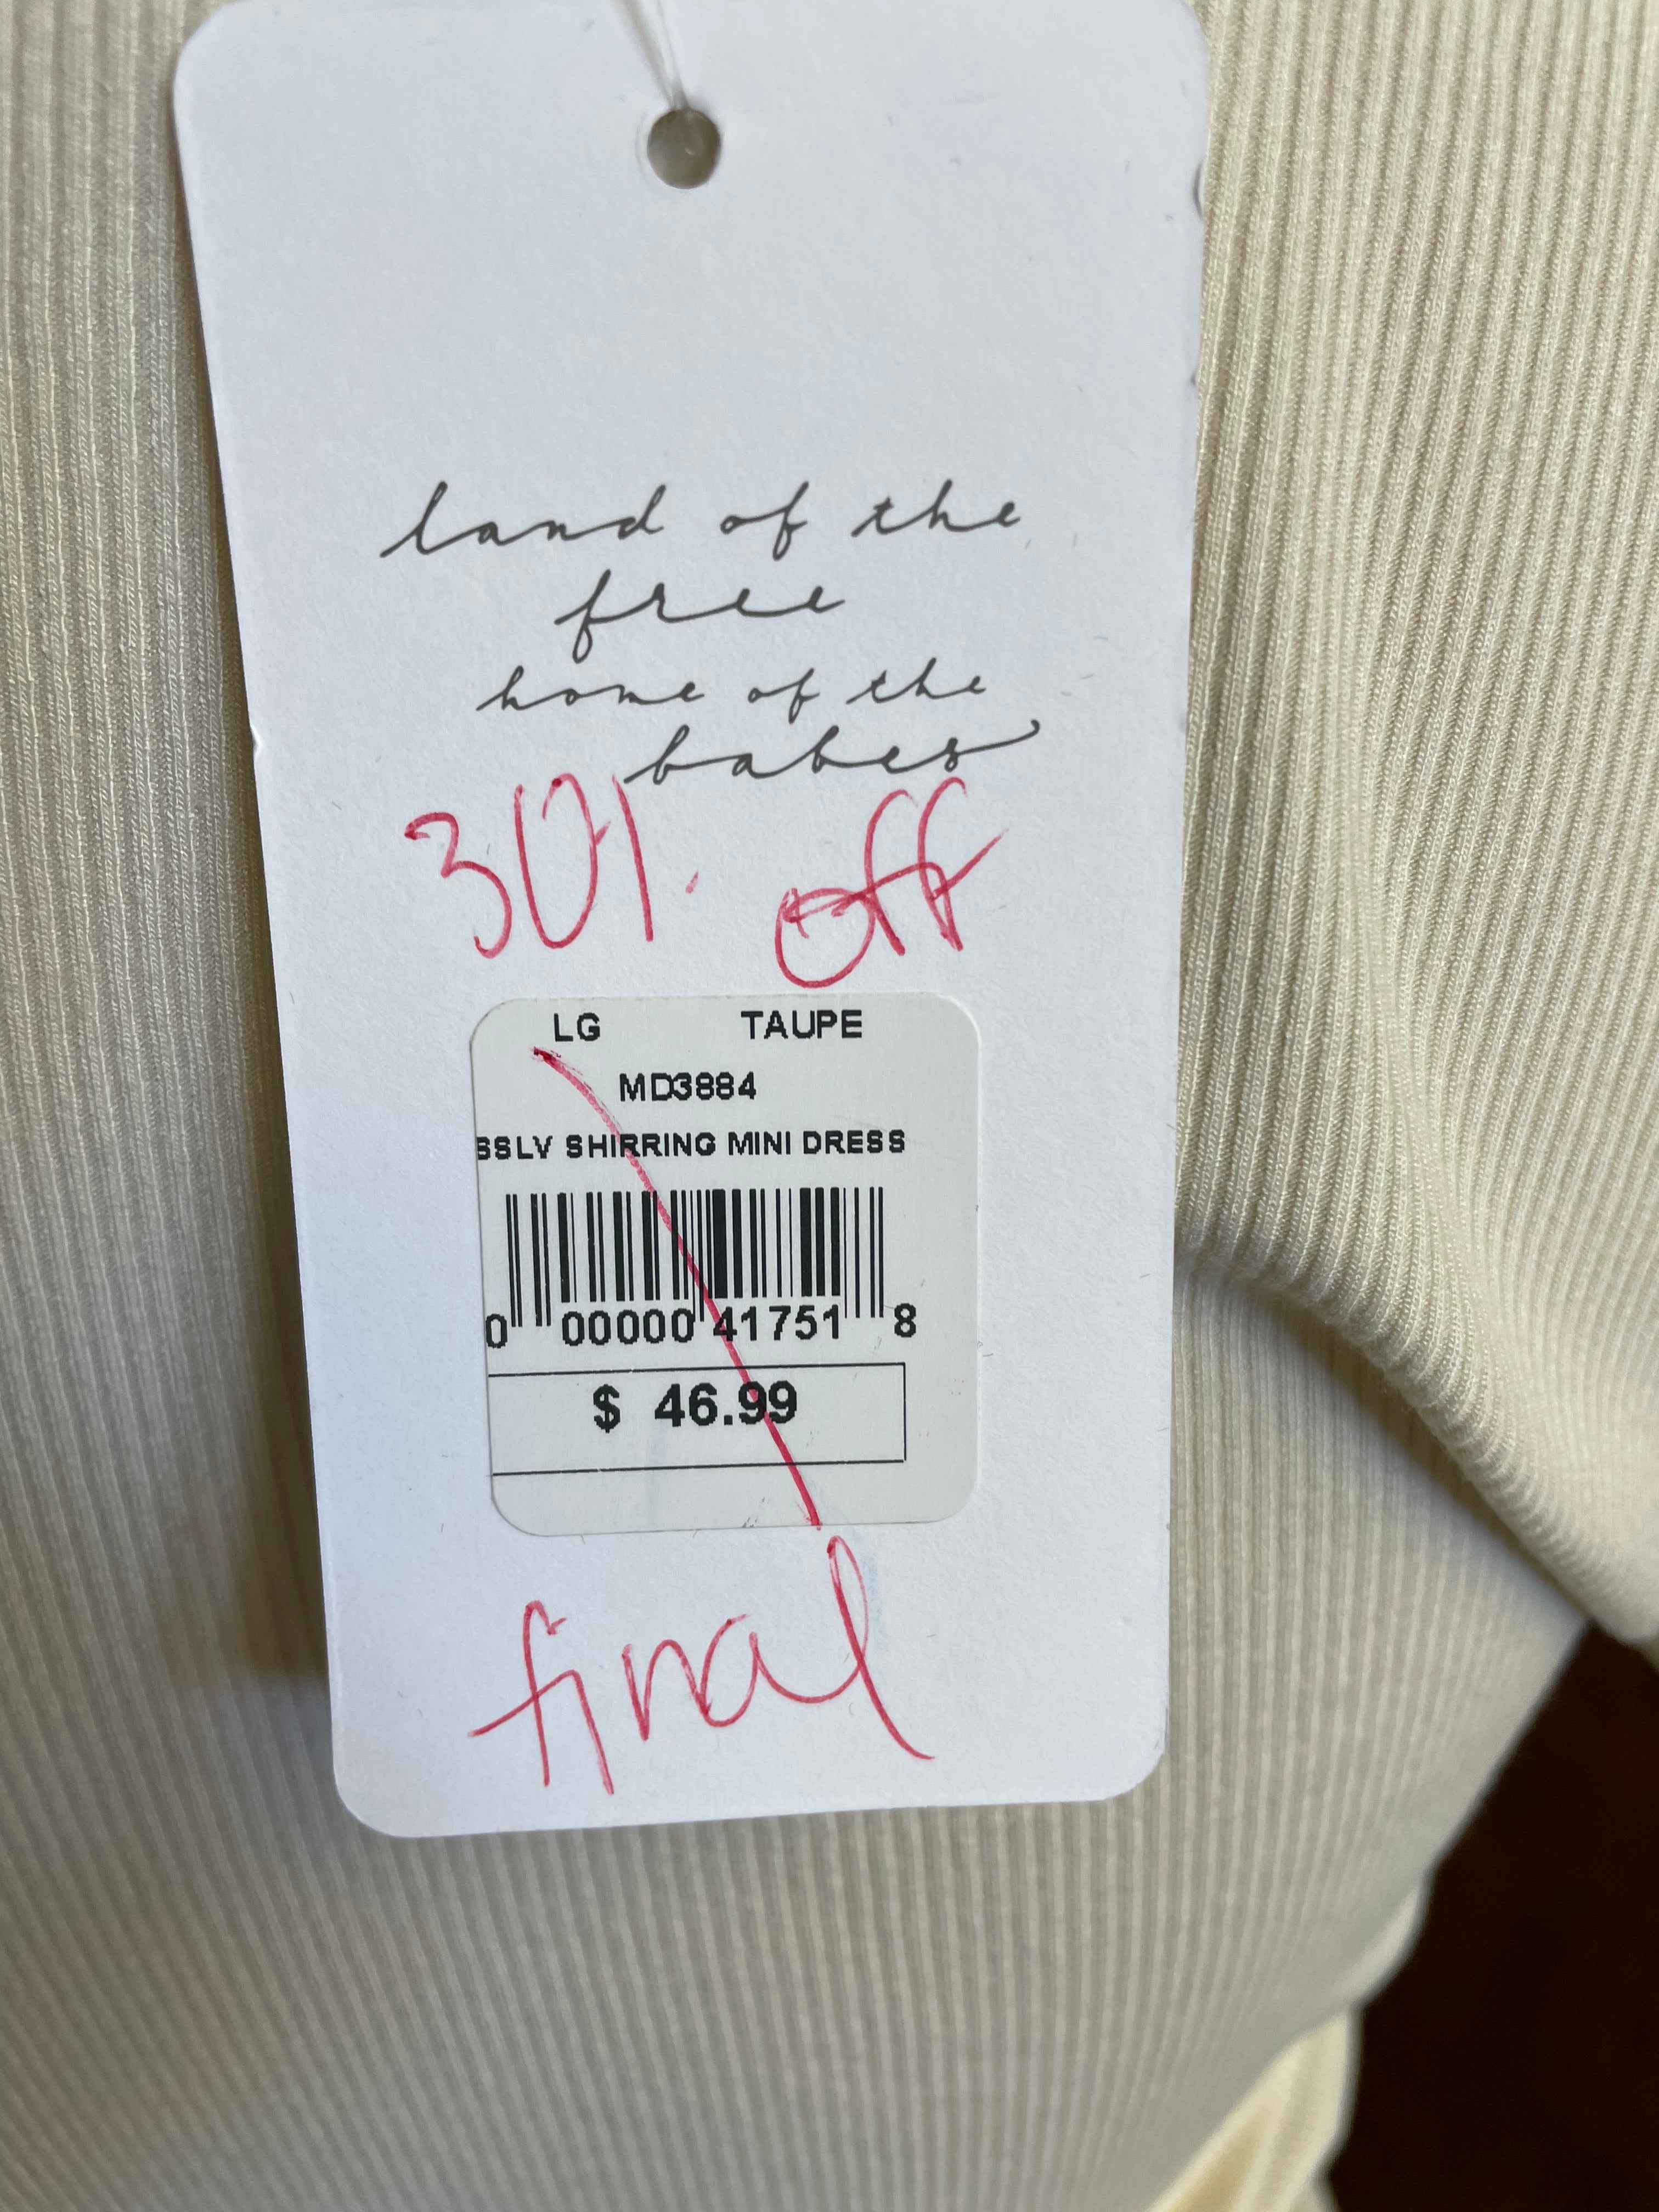 land of the
free
home of the
babes
30% off
LG TAUPE
MD3884
SSLV SHIRRING MINI DRESS
0 00000 41751 8
$ 46.99
final